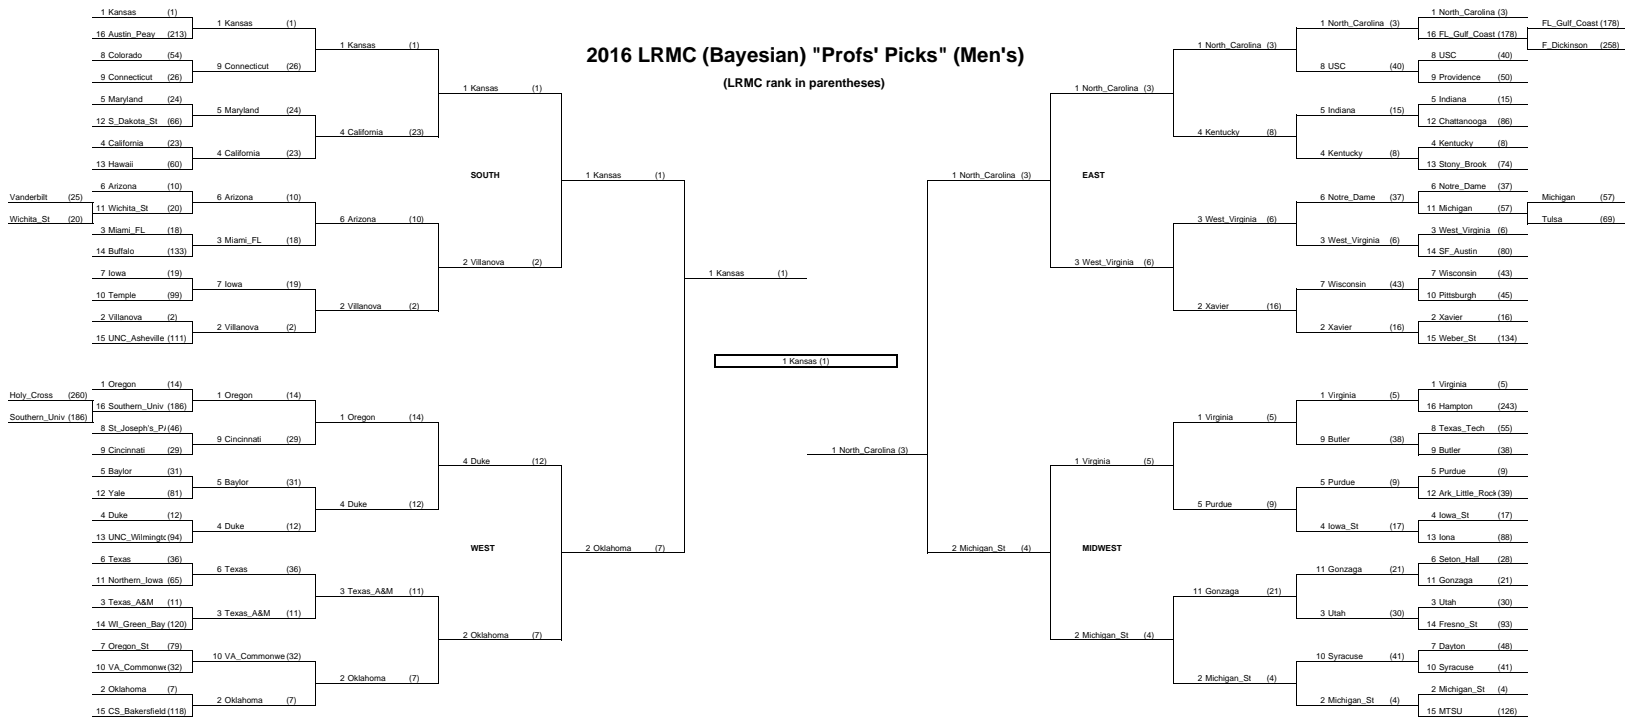 2016 LRMC (Bayesian) "Profs' Picks" (Men's)
(LRMC rank in parentheses)
1 Kansas (1)
16 Austin_Peay (213)
8 Colorado (54)
9 Connecticut (26)
5 Maryland (24)
12 S_Dakota_St (66)
4 California (23)
13 Hawaii (60)
Vanderbilt (25)
Wichita_St (20)
6 Arizona (10)
11 Wichita_St (20)
3 Miami_FL (18)
14 Buffalo (133)
7 Iowa (19)
10 Temple (99)
2 Villanova (2)
15 UNC_Asheville (111)
1 Kansas (1)
9 Connecticut (26)
5 Maryland (24)
4 California (23)
6 Arizona (10)
3 Miami_FL (18)
7 Iowa (19)
2 Villanova (2)
1 Kansas (1)
4 California (23)
6 Arizona (10)
2 Villanova (2)
1 Kansas (1)
SOUTH
2 Villanova (2)
1 Kansas (1)
Holy_Cross (260)
Southern_Univ (186)
1 Oregon (14)
16 Southern_Univ (186)
8 St_Joseph's_P/ (46)
9 Cincinnati (29)
5 Baylor (31)
12 Yale (81)
4 Duke (12)
13 UNC_Wilmingtc (94)
6 Texas (36)
11 Northern_Iowa (65)
3 Texas_A&M (11)
14 WI_Green_Bay (120)
7 Oregon_St (79)
10 VA_Commonwe (32)
2 Oklahoma (7)
15 CS_Bakersfield (118)
1 Oregon (14)
9 Cincinnati (29)
5 Baylor (31)
4 Duke (12)
6 Texas (36)
3 Texas_A&M (11)
10 VA_Commonwe (32)
2 Oklahoma (7)
1 Oregon (14)
4 Duke (12)
3 Texas_A&M (11)
2 Oklahoma (7)
4 Duke (12)
WEST
2 Oklahoma (7)
2 Oklahoma (7)
1 Kansas (1)
1 Kansas (1)
1 North_Carolina (3)
1 North_Carolina (3)
1 North_Carolina (3)
EAST
3 West_Virginia (6)
1 North_Carolina (3)
4 Kentucky (8)
3 West_Virginia (6)
2 Xavier (16)
1 North_Carolina (3)
8 USC (40)
5 Indiana (15)
4 Kentucky (8)
6 Notre_Dame (37)
3 West_Virginia (6)
7 Wisconsin (43)
2 Xavier (16)
1 North_Carolina (3)
16 FL_Gulf_Coast (178)
8 USC (40)
9 Providence (50)
5 Indiana (15)
12 Chattanooga (86)
4 Kentucky (8)
13 Stony_Brook (74)
6 Notre_Dame (37)
11 Michigan (57)
3 West_Virginia (6)
14 SF_Austin (80)
7 Wisconsin (43)
10 Pittsburgh (45)
2 Xavier (16)
15 Weber_St (134)
FL_Gulf_Coast (178)
F_Dickinson (258)
Michigan (57)
Tulsa (69)
2 Michigan_St (4)
1 Virginia (5)
MIDWEST
2 Michigan_St (4)
1 Virginia (5)
5 Purdue (9)
11 Gonzaga (21)
2 Michigan_St (4)
1 Virginia (5)
9 Butler (38)
5 Purdue (9)
4 Iowa_St (17)
11 Gonzaga (21)
3 Utah (30)
10 Syracuse (41)
2 Michigan_St (4)
1 Virginia (5)
16 Hampton (243)
8 Texas_Tech (55)
9 Butler (38)
5 Purdue (9)
12 Ark_Little_Rock (39)
4 Iowa_St (17)
13 Iona (88)
6 Seton_Hall (28)
11 Gonzaga (21)
3 Utah (30)
14 Fresno_St (93)
7 Dayton (48)
10 Syracuse (41)
2 Michigan_St (4)
15 MTSU (126)